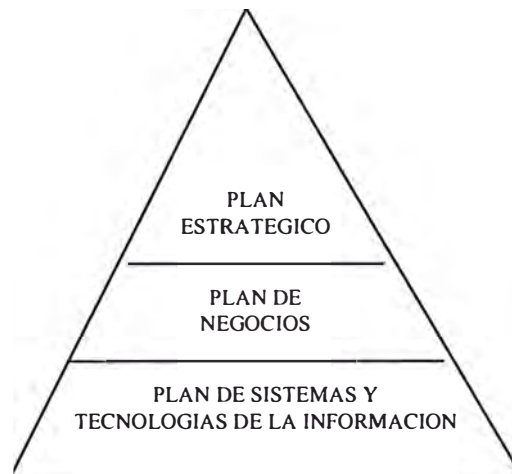 PLAN
ESTRATEGICO
PLAN DE
NEGOCIOS
PLAN DE SISTEMAS Y
TECNOLOGIAS DE LA INFORMACION